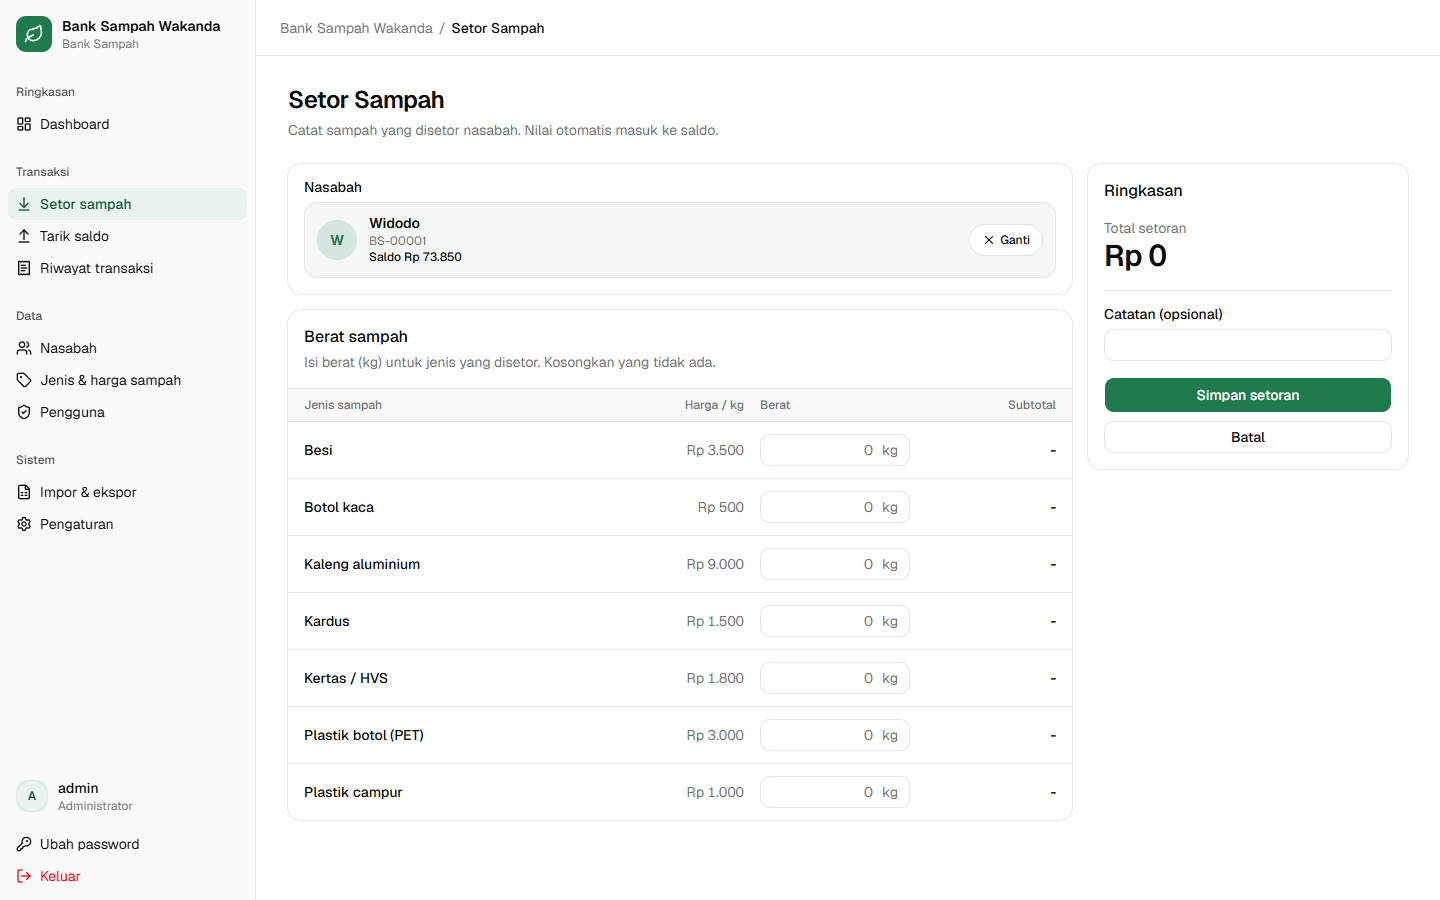 Bank Sampah Wakanda
Bank Sampah
Ringkasan
Dashboard
Transaksi
Setor sampah
Tarik saldo
Riwayat transaksi
Data
Nasabah
Jenis & harga sampah
Pengguna
Sistem
Impor & ekspor
Pengaturan
A
admin
Administrator
Ubah password
Keluar
Bank Sampah Wakanda / Setor Sampah
Setor Sampah
Catat sampah yang disetor nasabah. Nilai otomatis masuk ke saldo.
Nasabah
W
Widodo
BS-00001
Saldo Rp 73.850
Ganti
Berat sampah
Isi berat (kg) untuk jenis yang disetor. Kosongkan yang tidak ada.
Jenis sampah Harga / kg Berat Subtotal
Besi Rp 3.500 0 kg -
Botol kaca Rp 500 0 kg -
Kaleng aluminium Rp 9.000 0 kg -
Kardus Rp 1.500 0 kg -
Kertas / HVS Rp 1.800 0 kg -
Plastik botol (PET) Rp 3.000 0 kg -
Plastik campur Rp 1.000 0 kg -
Ringkasan
Total setoran
Rp 0
Catatan (opsional)
Simpan setoran
Batal